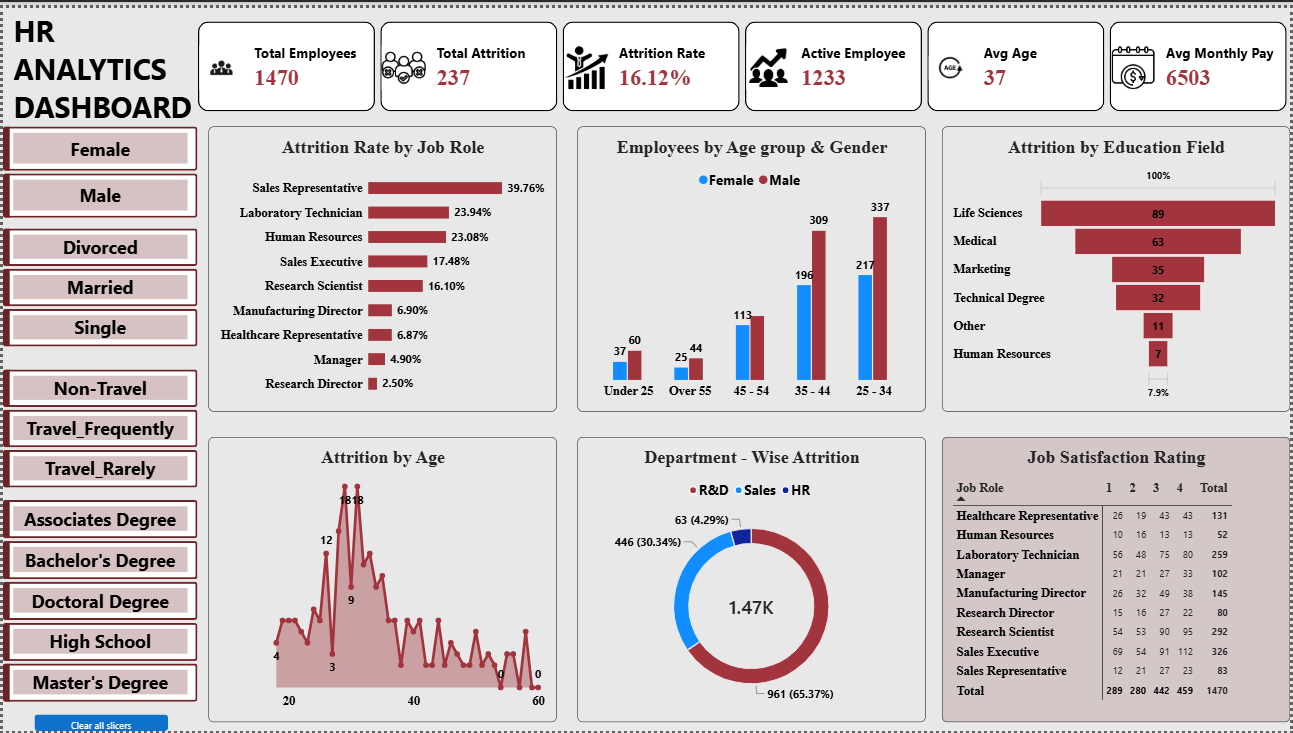 HR
ANALYTICS
DASHBOARD
Total Employees
1470
Total Attrition
237
Attrition Rate
16.12%
Active Employee
1233
AGE
Avg Age
37
Avg Monthly Pay
6503
Female
Male
Divorced
Married
Single
Non-Travel
Travel_Frequently
Travel_Rarely
Associates Degree
Bachelor's Degree
Doctoral Degree
High School
Master's Degree
Clear all slicers
Attrition Rate by Job Role
Sales Representative 39.76%
Laboratory Technician 23.94%
Human Resources 23.08%
Sales Executive 17.48%
Research Scientist 16.10%
Manufacturing Director 6.90%
Healthcare Representative 6.87%
Manager 4.90%
Research Director 2.50%
Employees by Age group & Gender
Female Male
37 60 25 44 113 196 309 217 337
Under 25 Over 55 45 - 54 35 - 44 25 - 34
Attrition by Education Field
100%
Life Sciences 89
Medical 63
Marketing 35
Technical Degree 32
Other 11
Human Resources 7
7.9%
Attrition by Age
4 12 3 18 9 18 0 0
20 40 60
Department - Wise Attrition
R&D Sales HR
63 (4.29%)
446 (30.34%)
1.47K
961 (65.37%)
Job Satisfaction Rating
Job Role 1 2 3 4 Total
Healthcare Representative 26 19 43 43 131
Human Resources 10 16 13 13 52
Laboratory Technician 56 48 75 80 259
Manager 21 21 27 33 102
Manufacturing Director 26 32 49 38 145
Research Director 15 16 27 22 80
Research Scientist 54 53 90 95 292
Sales Executive 69 54 91 112 326
Sales Representative 12 21 27 23 83
Total 289 280 442 459 1470